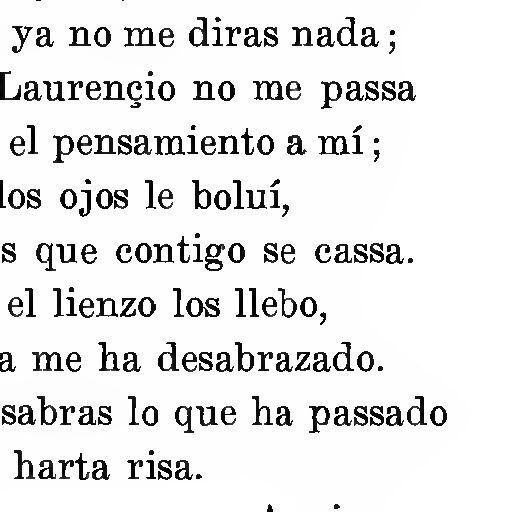 ya no me diras nada;
Laurençio no me passa
el pensamiento a mí;
los ojos le boluí,
s que contigo se cassa.
el lienzo los llebo,
a me ha desabrazado.
sabras lo que ha passado
harta risa.